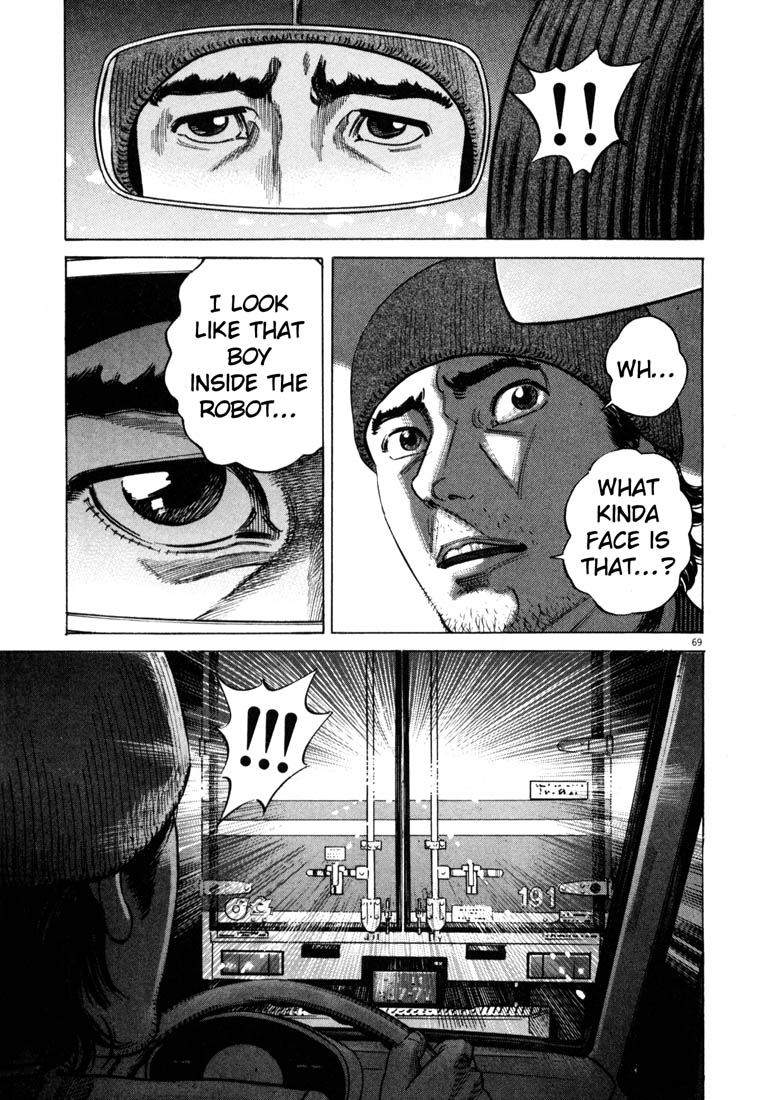 !!
WH...
WHAT
KINDA
FACE IS
THAT...?
I LOOK
LIKE THAT
BOY
INSIDE THE
ROBOT...
69
!!!
191